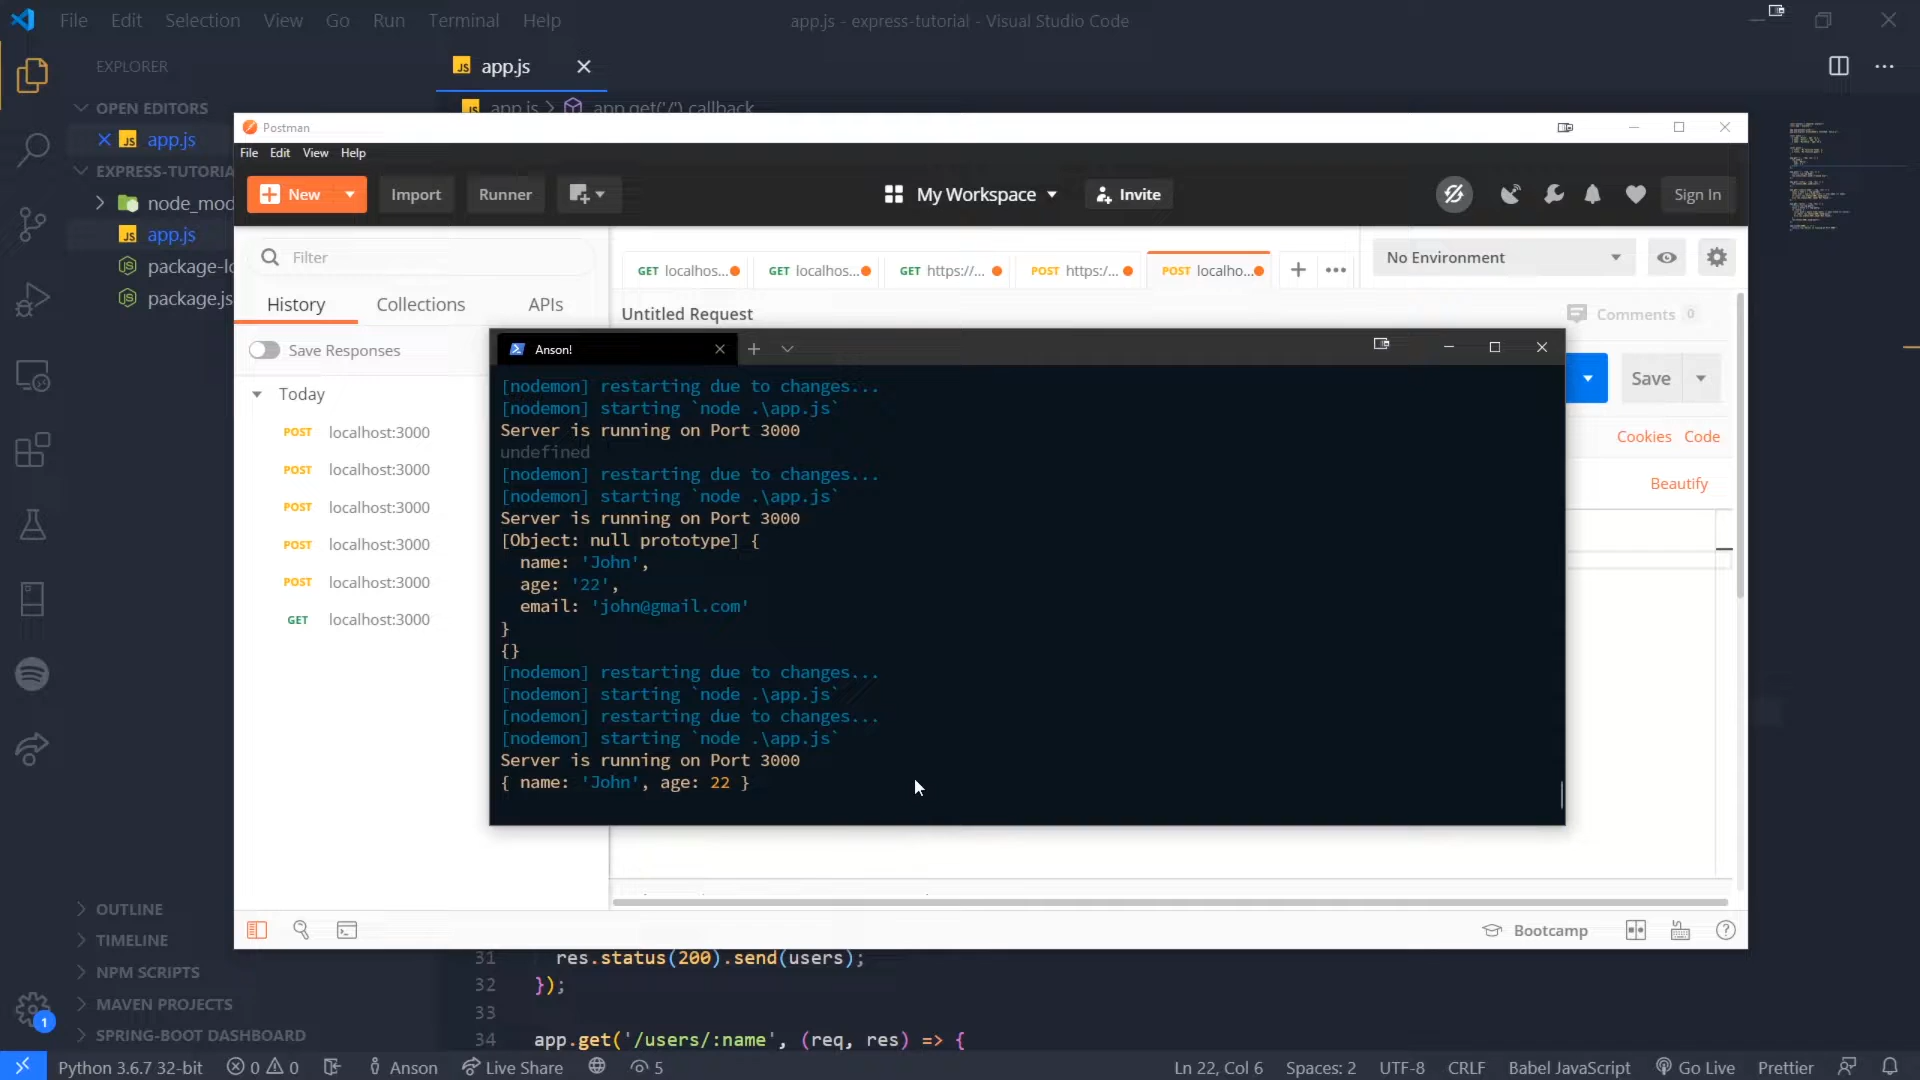 File Edit Selection View Go Run Terminal Help
app.js - express-tutorial - Visual Studio Code
EXPLORER
JS app.js
OPEN EDITORS
JS app.js
EXPRESS-TUTORIA
node_mod
JS app.js
package-lo
package.js
app.js > app.get('/') callback
Postman
File Edit View Help
New Import Runner
My Workspace
Invite
Sign In
Filter
History Collections APIs
Save Responses
Today
POST localhost:3000
POST localhost:3000
POST localhost:3000
POST localhost:3000
POST localhost:3000
GET localhost:3000
GET localhos...
GET localhos...
GET https://...
POST https:/...
POST localho...
No Environment
Untitled Request
Comments 0
Save
Cookies Code
Beautify
Anson!
[nodemon] restarting due to changes...
[nodemon] starting `node .\app.js`
Server is running on Port 3000
undefined
[nodemon] restarting due to changes...
[nodemon] starting `node .\app.js`
Server is running on Port 3000
[Object: null prototype] {
name: 'John',
age: '22',
email: 'john@gmail.com'
}
{}
[nodemon] restarting due to changes...
[nodemon] starting `node .\app.js`
[nodemon] restarting due to changes...
[nodemon] starting `node .\app.js`
Server is running on Port 3000
{ name: 'John', age: 22 }
Bootcamp
OUTLINE
TIMELINE
NPM SCRIPTS
MAVEN PROJECTS
SPRING-BOOT DASHBOARD
1
31 res.status(200).send(users);
32 });
33
34 app.get('/users/:name', (req, res) => {
Python 3.6.7 32-bit 0 0 Anson Live Share 5
Ln 22, Col 6 Spaces: 2 UTF-8 CRLF Babel JavaScript Go Live Prettier